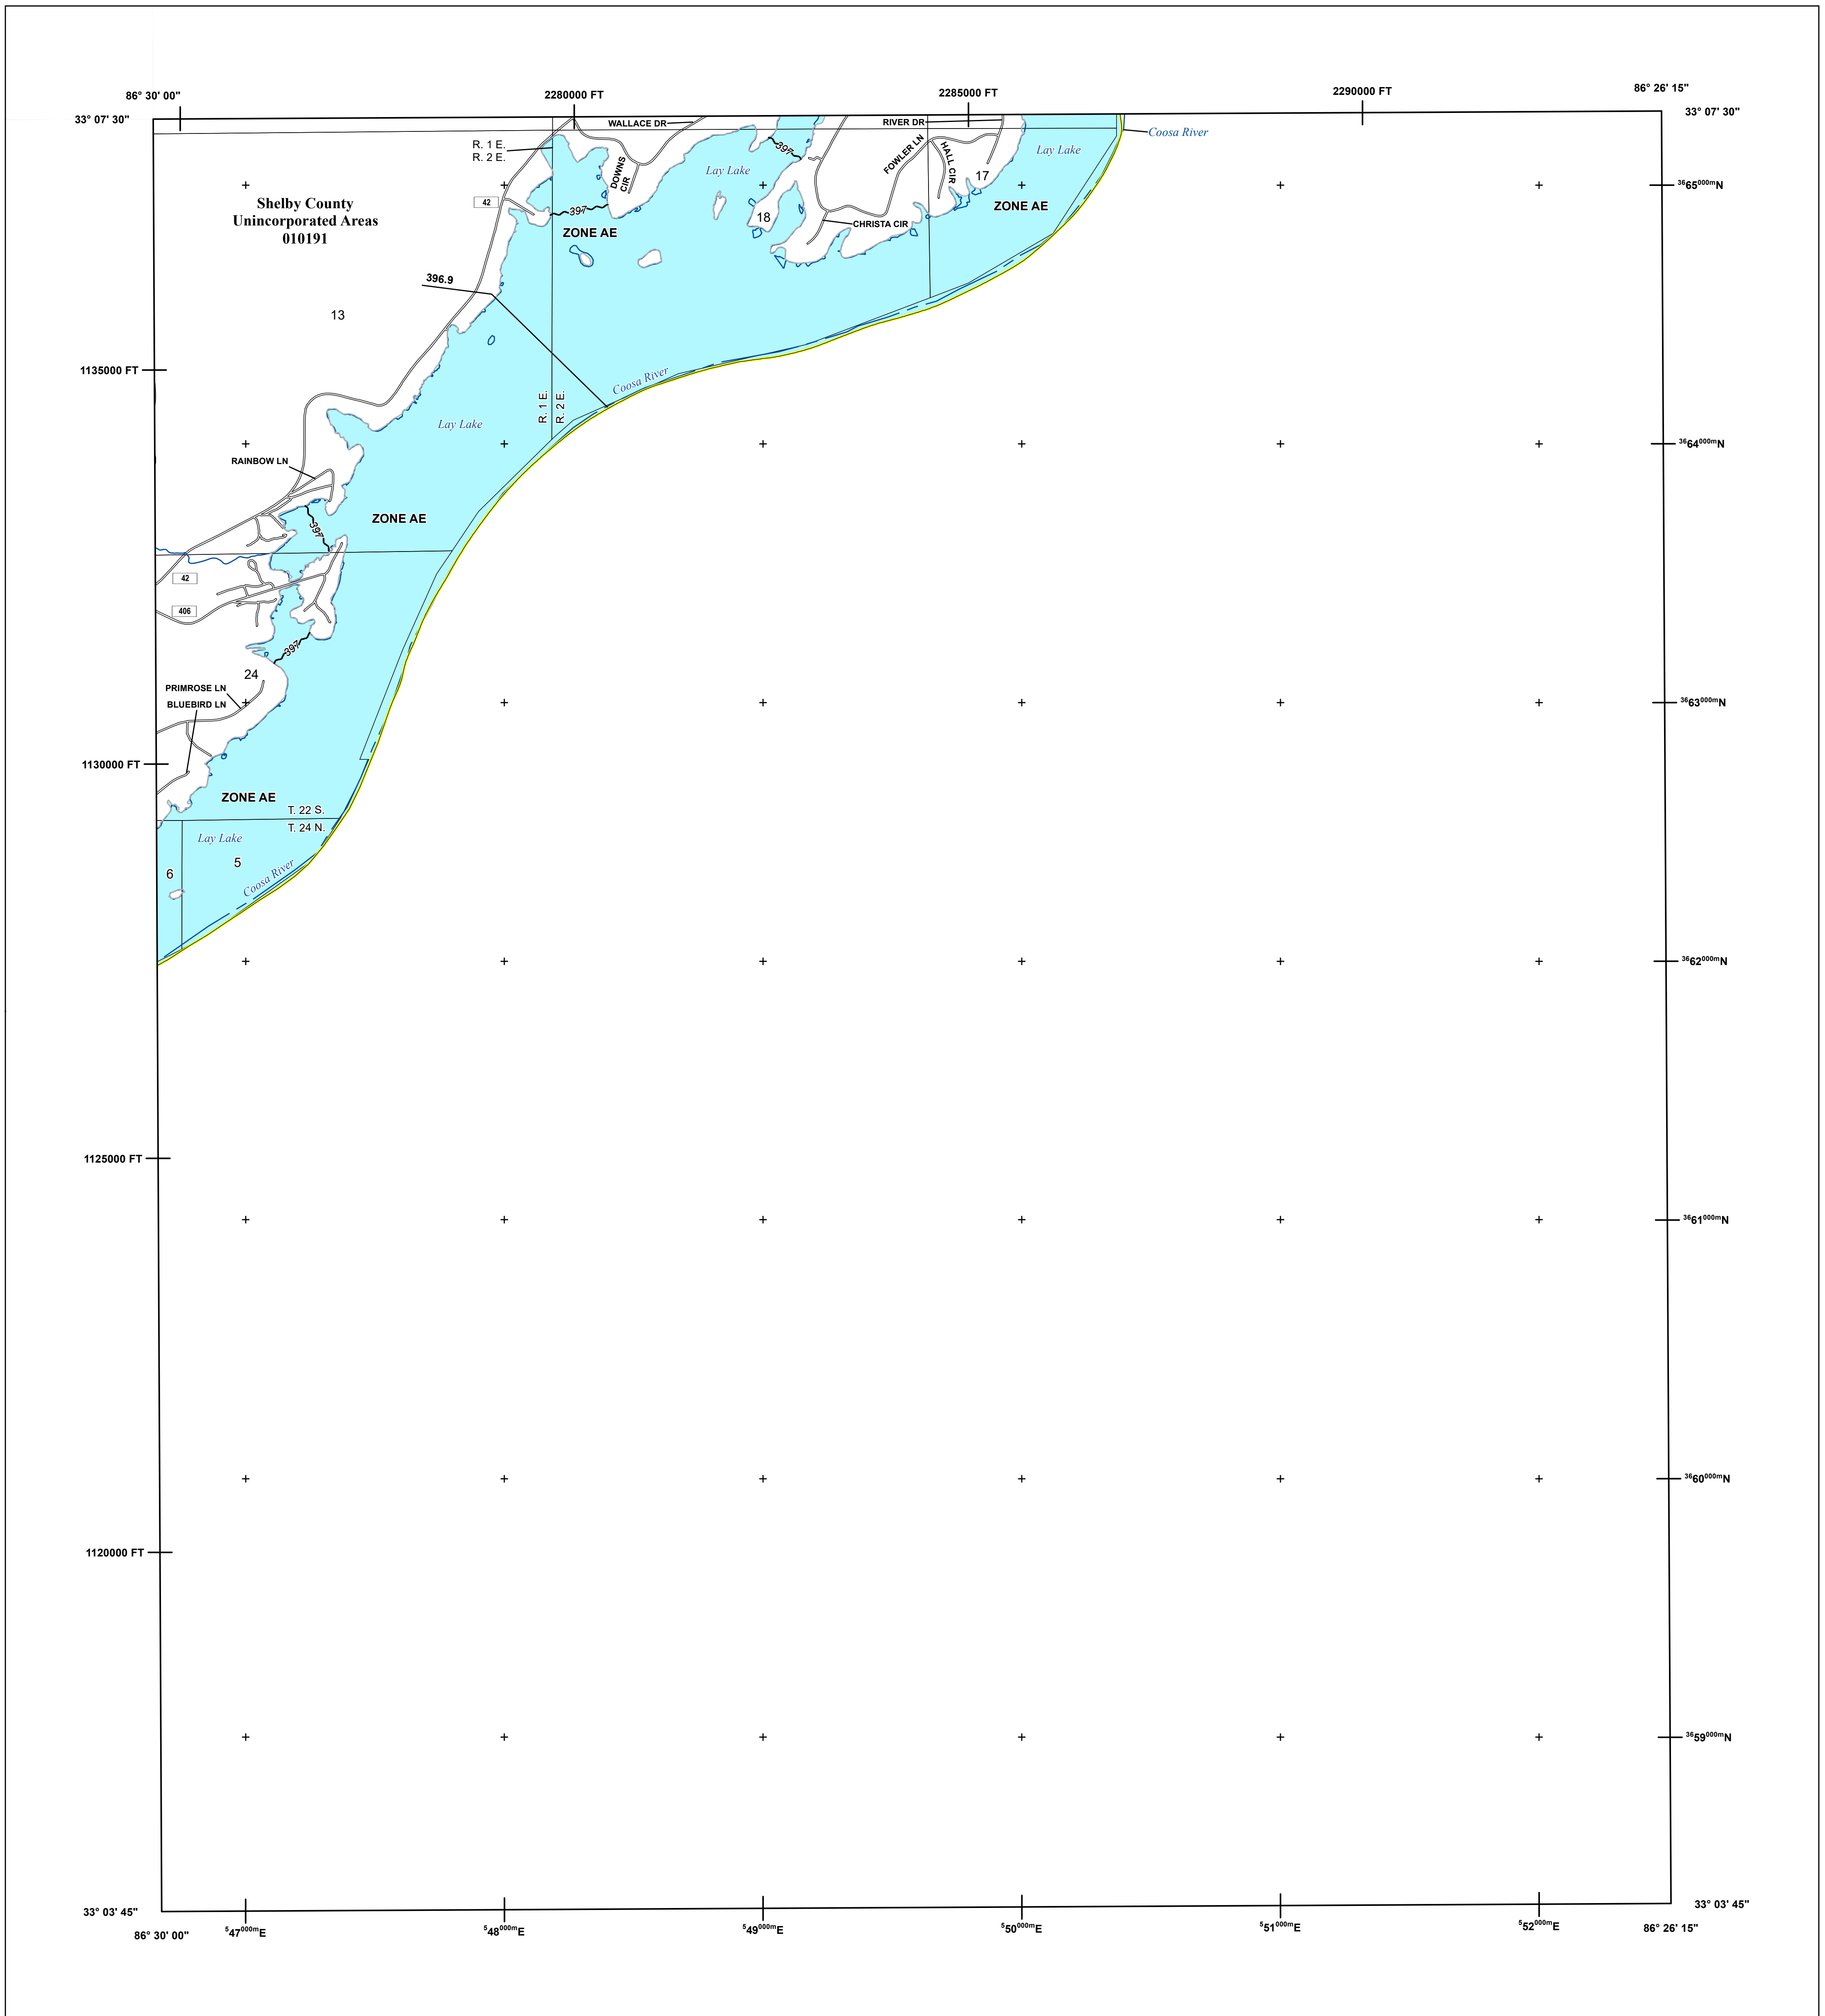 86° 30' 00"
2280000 FT
2285000 FT
2290000 FT
86° 26' 15"
33° 07' 30"
33° 07' 30"
WALLACE DR
RIVER DR
Coosa River
R. 1 E.
R. 2 E.
397
FOWLER LN
HALL CIR
Lay Lake
Lay Lake
DOWNS
CIR
17
3665000mN
Shelby County
Unincorporated Areas
010191
42
397
18
ZONE AE
ZONE AE
CHRISTA CIR
396.9
13
1135000 FT
Coosa River
R. 1 E.
R. 2 E.
Lay Lake
3664000mN
RAINBOW LN
ZONE AE
397
42
406
397
24
PRIMROSE LN
BLUEBIRD LN
3663000mN
1130000 FT
ZONE AE
T. 22 S.
T. 24 N.
Lay Lake
5
6
Coosa River
3662000mN
1125000 FT
3661000mN
3660000mN
1120000 FT
3659000mN
33° 03' 45"
33° 03' 45"
86° 30' 00"
547000mE
548000mE
549000mE
550000mE
551000mE
552000mE
86° 26' 15"